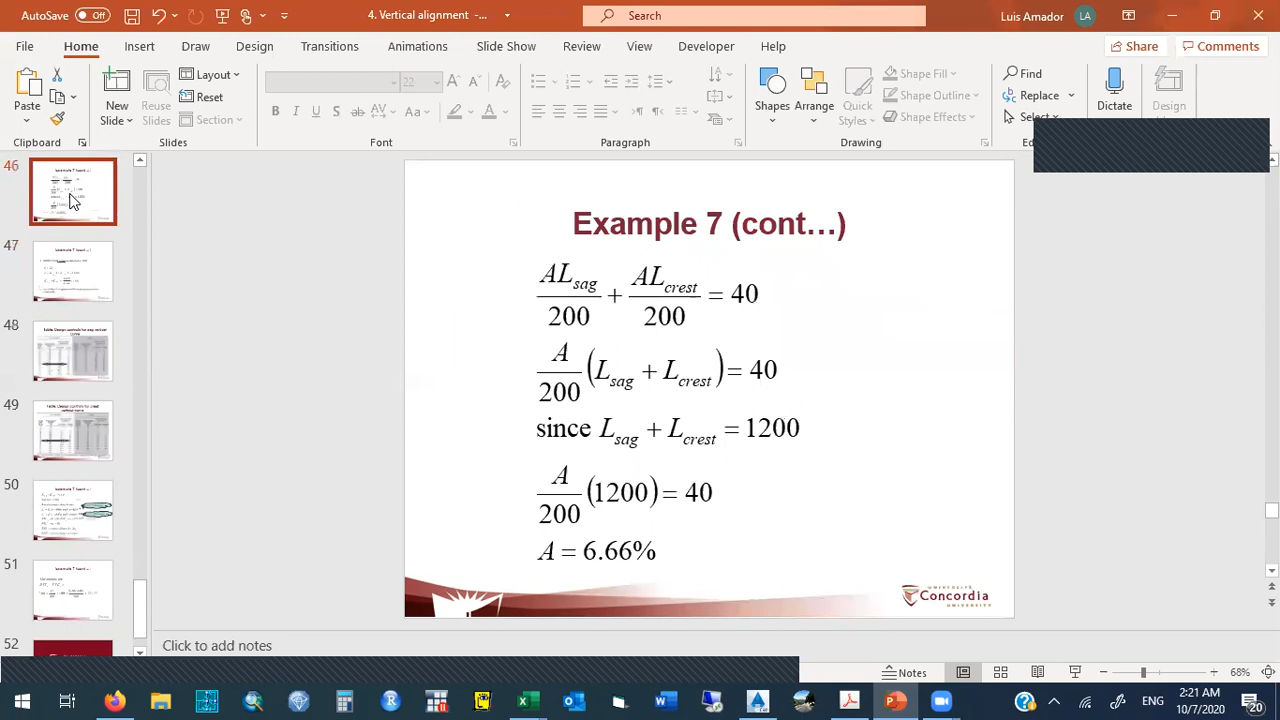 4.Vertical alignment -
Search
Luis Amador
LA
Off
File
Home
Insert
Draw
Design
Transitions
Animations
Slide Show
Review
View
Developer
Help
Share
Comments
Paste
New
Slide
Reuse
Slides
Layout
Reset
Section
22
Shapes
Arrange
Quick
Styles
Shape Fill
Shape Outline
Shape Effects
Find
Replace
Select
Dictate
Design
Clipboard
Slides
Font
Paragraph
Drawing
46
47
48
49
50
51
52
Example 7 (cont…)
AL_sag/200 + AL_crest/200 = 40
A/200 (L_sag + L_crest) = 40
since L_sag + L_crest = 1200
A/200 (1200) = 40
A = 6.66%
UNIVERSITÉ
Concordia
UNIVERSITY
Click to add notes
Notes
68%
ENG
2:21 AM
10/7/2020
20